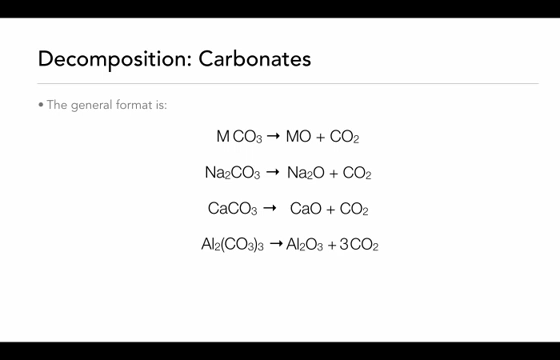 Decomposition: Carbonates
• The general format is:
M CO₃ → MO + CO₂
Na₂CO₃ → Na₂O + CO₂
CaCO₃ → CaO + CO₂
Al₂(CO₃)₃ → Al₂O₃ + 3CO₂